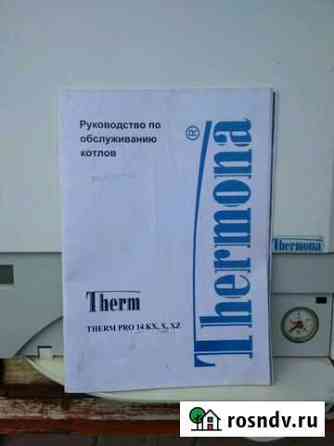 Руководство по
обслуживанию
котлов
Therm
THERM PRO 14 KX, X, XZ
Thermona
®
Thermona
rosndv.ru